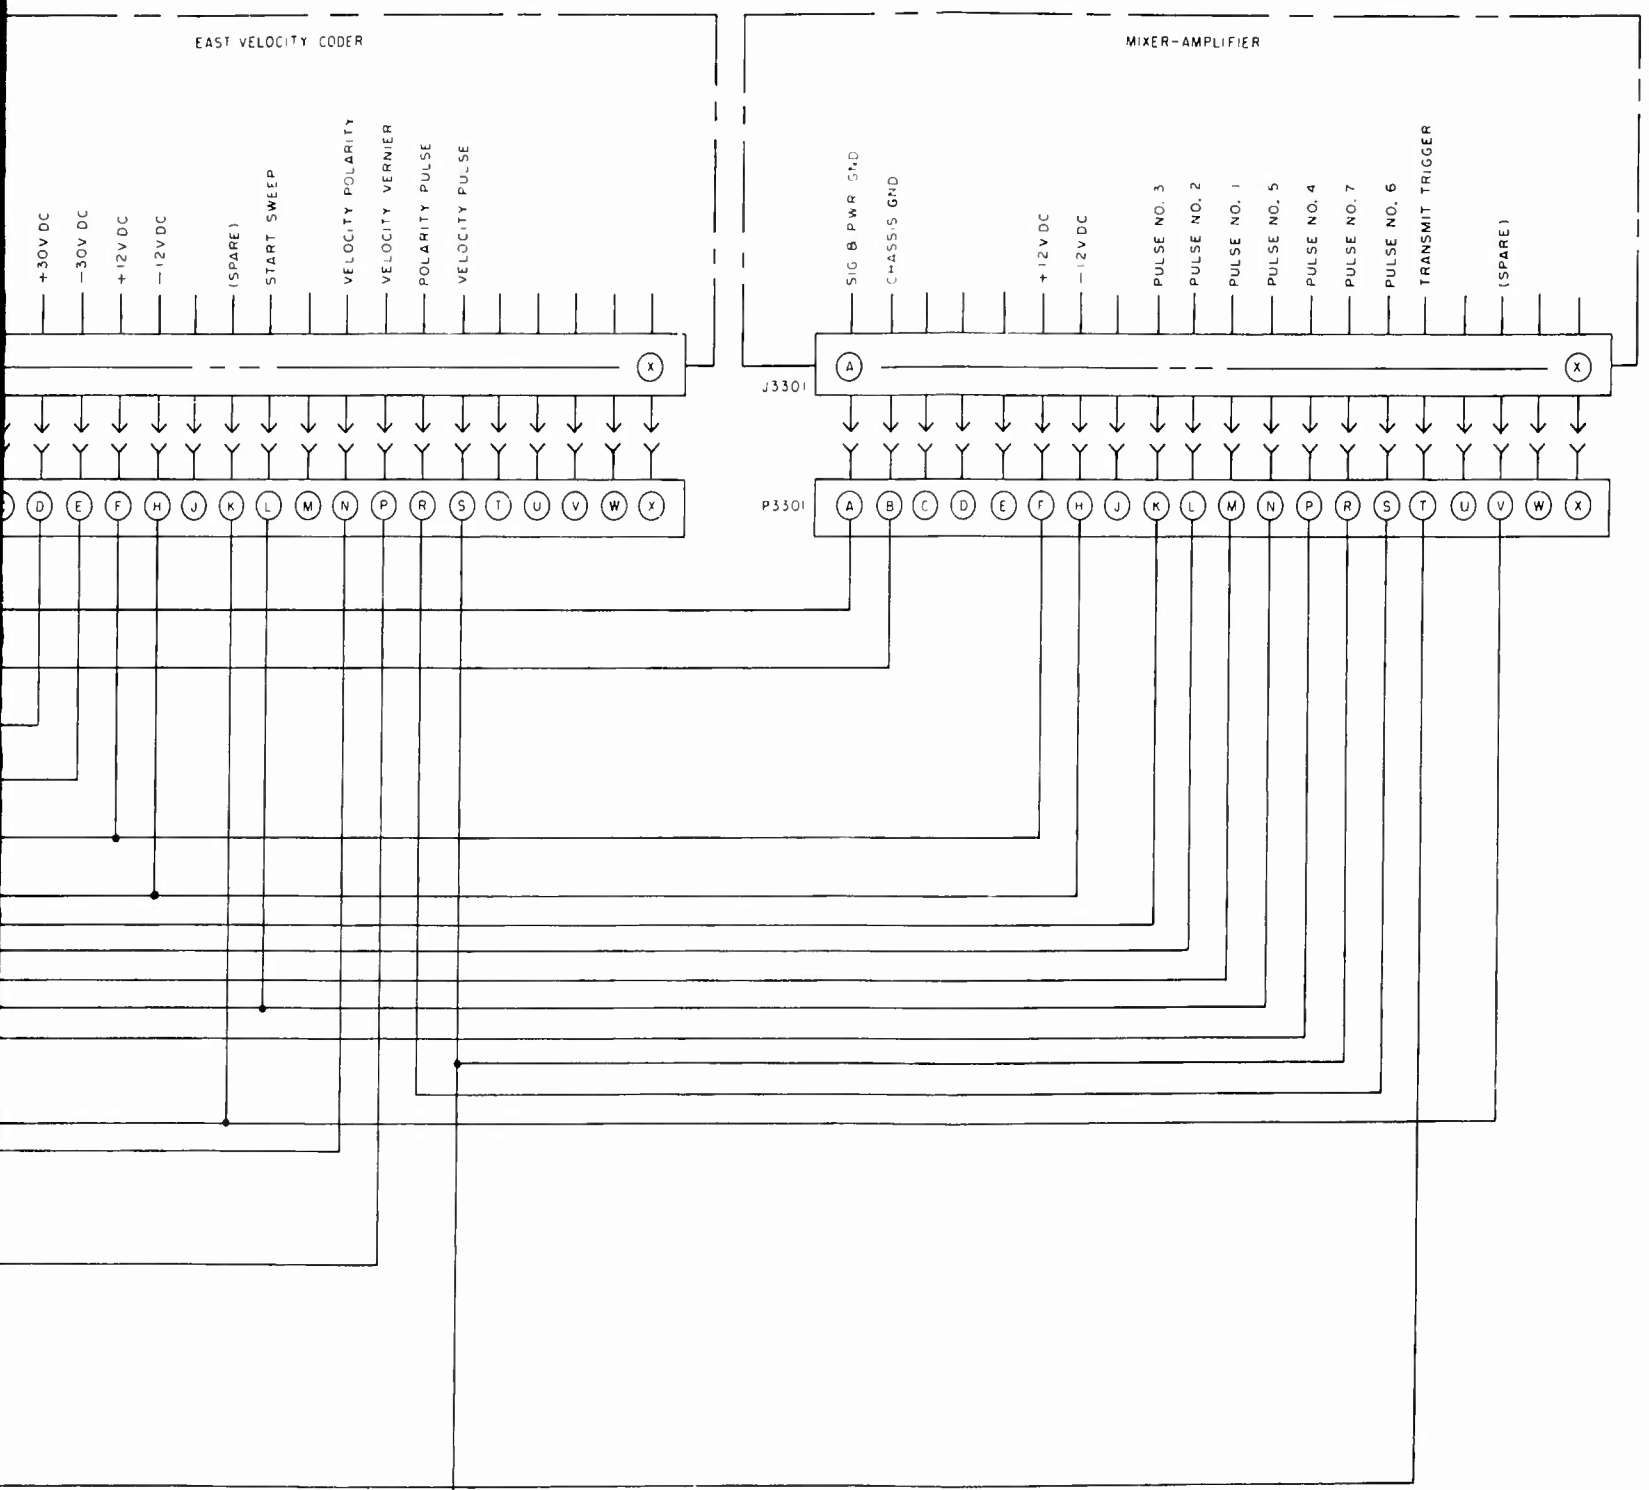 EAST VELOCITY CODER
MIXER-AMPLIFIER
+30V DC
-30V DC
+12V DC
-12V DC
(SPARE)
START SWEEP
VELOCITY POLARITY
VELOCITY VERNIER
POLARITY PULSE
VELOCITY PULSE
SIG & PWR GND
CHASSIS GND
+12V DC
-12V DC
PULSE NO. 3
PULSE NO. 2
PULSE NO. 1
PULSE NO. 5
PULSE NO. 4
PULSE NO. 7
PULSE NO. 6
TRANSMIT TRIGGER
(SPARE)
X
J3301
A
X
D E F H J K L M N P R S T U V W X
P3301
A B C D E F H J K L M N P R S T U V W X